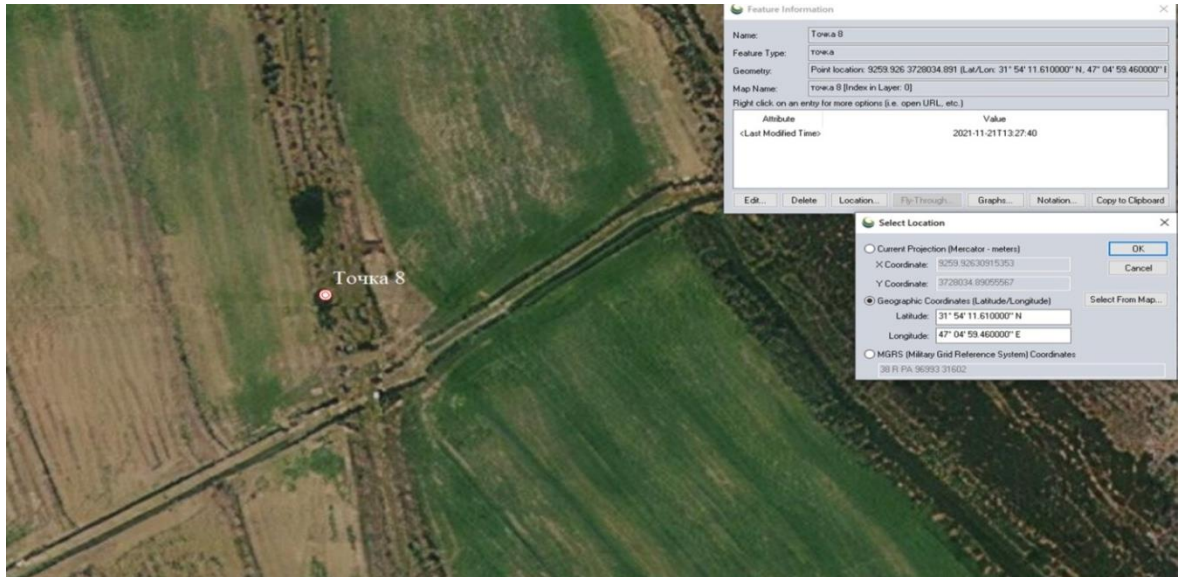 Точка 8
Feature Information
Name: Точка 8
Feature Type: точка
Geometry: Point location: 9259.926 3728034.891 (Lat/Lon: 31° 54' 11.610000" N, 47° 04' 59.460000" E
Map Name: точка 8 [Index in Layer: 0]
Right click on an entry for more options (i.e. open URL, etc.)
Attribute Value
<Last Modified Time> 2021-11-21T13:27:40
Edit... Delete Location... Fly-Through... Graphs... Notation... Copy to Clipboard
Select Location
Current Projection (Mercator - meters) OK
X Coordinate: 9259.92630915353 Cancel
Y Coordinate: 3728034.89055567
Geographic Coordinates (Latitude/Longitude) Select From Map...
Latitude: 31° 54' 11.610000" N
Longitude: 47° 04' 59.460000" E
MGRS (Military Grid Reference System) Coordinates
38 R PA 96993 31602